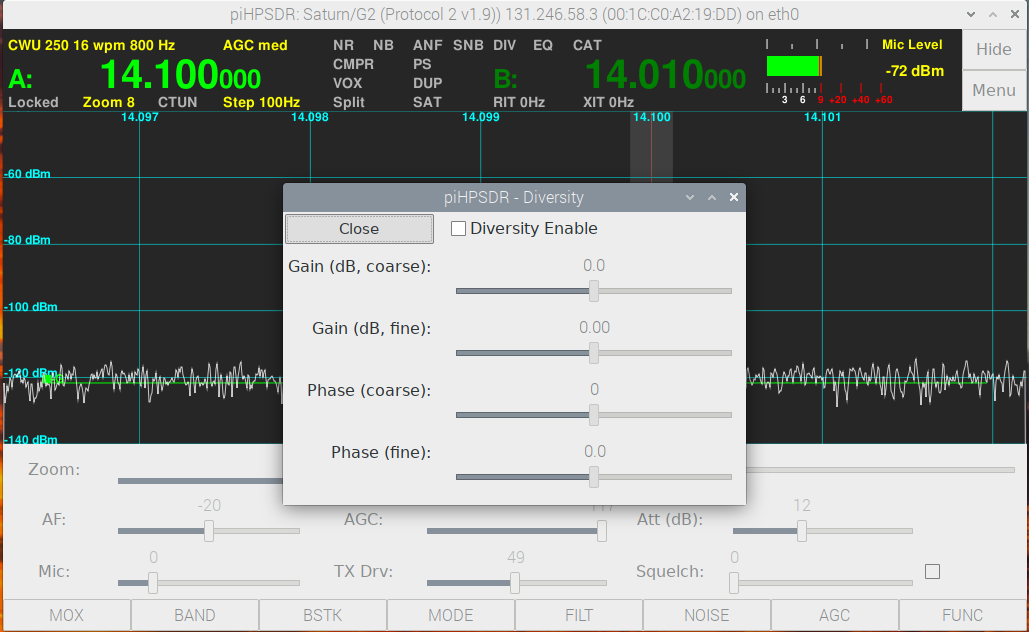 piHPSDR: Saturn/G2 (Protocol 2 v1.9)) 131.246.58.3 (00:1C:C0:A2:19:DD) on eth0
CWU 250 16 wpm 800 Hz AGC med NR NB ANF SNB DIV EQ CAT Mic Level Hide
CMPR PS
A: 14.100000 VOX DUP B: 14.010000 -72 dBm
Locked Zoom 8 CTUN Step 100Hz Split SAT RIT 0Hz XIT 0Hz 3 6 9 +20 +40 +60 Menu
14.097 14.098 14.099 14.100 14.101
-60 dBm
-80 dBm
-100 dBm
-120 dBm
-140 dBm
piHPSDR - Diversity
Close Diversity Enable
Gain (dB, coarse): 0.0
Gain (dB, fine): 0.00
Phase (coarse): 0
Phase (fine): 0.0
Zoom:
AF: -20 AGC: Att (dB): 12
Mic: 0 TX Drv: 49 Squelch: 0
MOX BAND BSTK MODE FILT NOISE AGC FUNC